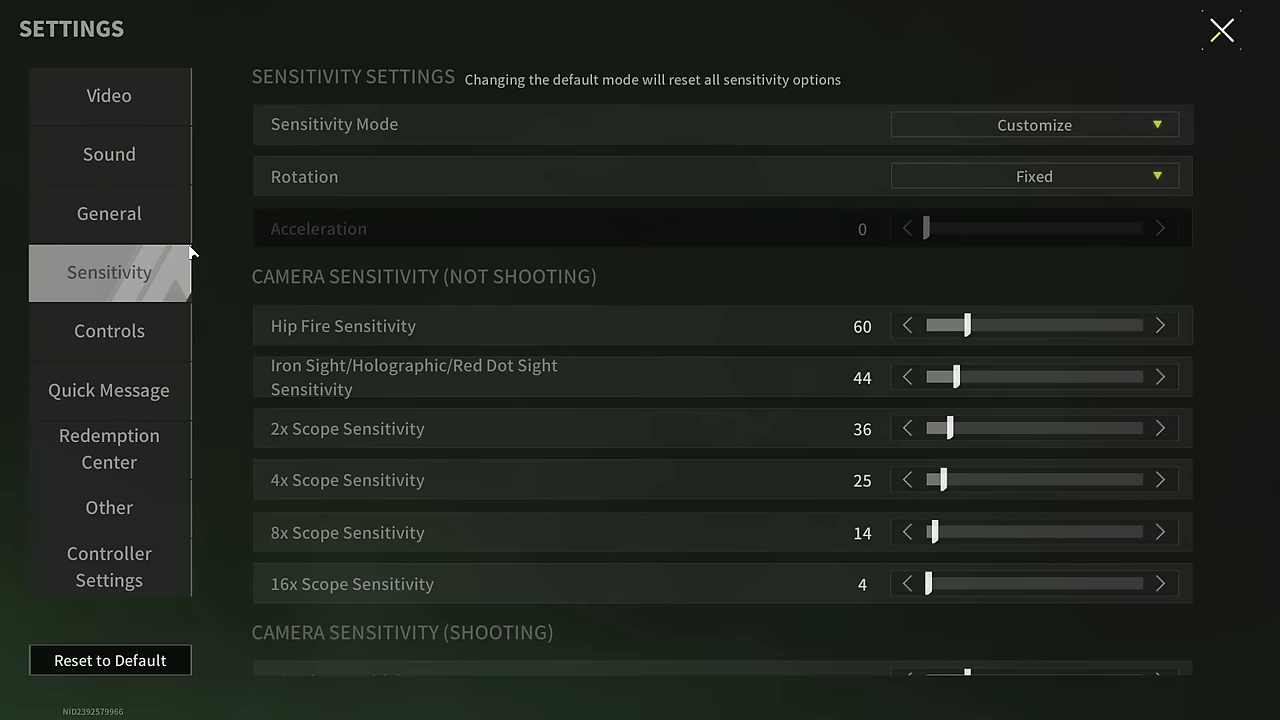 SETTINGS
Video
Sound
General
Sensitivity
Controls
Quick Message
Redemption
Center
Other
Controller
Settings
Reset to Default
NID2392579966
SENSITIVITY SETTINGS Changing the default mode will reset all sensitivity options
Sensitivity Mode Customize
Rotation Fixed
Acceleration 0
CAMERA SENSITIVITY (NOT SHOOTING)
Hip Fire Sensitivity 60
Iron Sight/Holographic/Red Dot Sight
Sensitivity 44
2x Scope Sensitivity 36
4x Scope Sensitivity 25
8x Scope Sensitivity 14
16x Scope Sensitivity 4
CAMERA SENSITIVITY (SHOOTING)